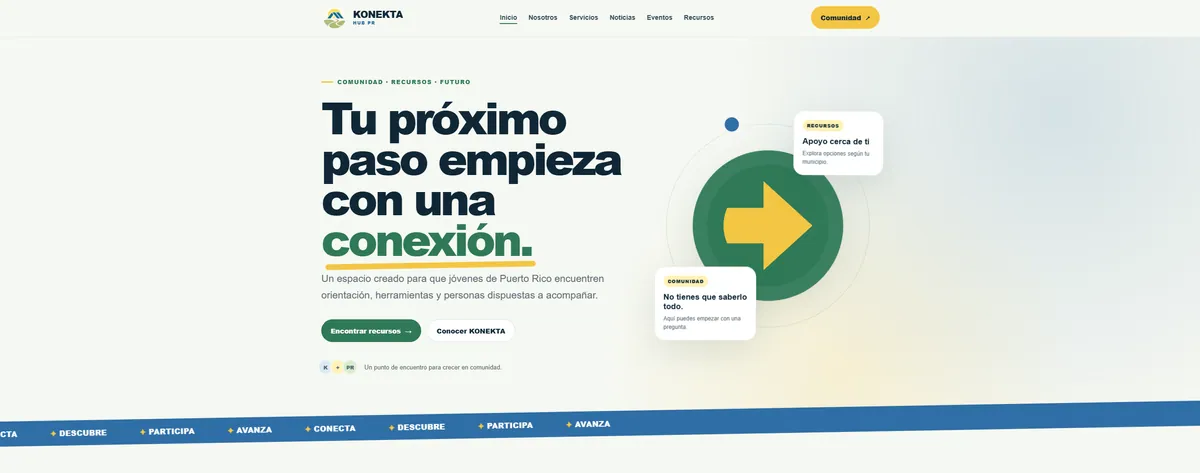 KONEKTA
HUB PR
Inicio Nosotros Servicios Noticias Eventos Recursos
Comunidad ↗
COMUNIDAD • RECURSOS • FUTURO
Tu próximo
paso empieza
con una
conexión.
Un espacio creado para que jóvenes de Puerto Rico encuentren
orientación, herramientas y personas dispuestas a acompañar.
Encontrar recursos →
Conocer KONEKTA
K + PR
Un punto de encuentro para crecer en comunidad.
RECURSOS
Apoyo cerca de ti
Explora opciones según tu
municipio.
COMUNIDAD
No tienes que saberlo
todo.
Aquí puedes empezar con una
pregunta.
CTA ✦ DESCUBRE ✦ PARTICIPA ✦ AVANZA ✦ CONECTA ✦ DESCUBRE ✦ PARTICIPA ✦ AVANZA